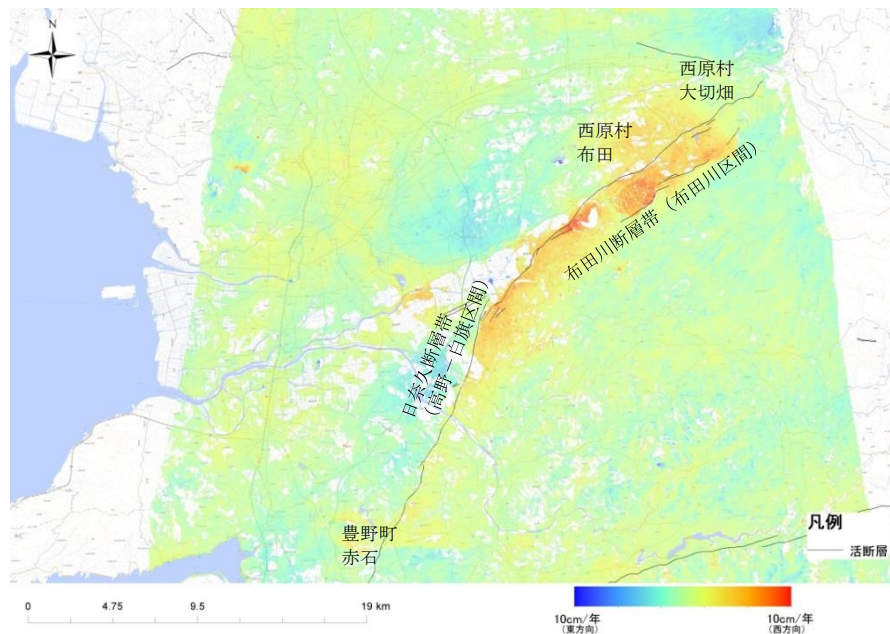 N
西原村
大切畑
西原村
布田
布田川断層帯（布田川区間）
日奈久断層帯
（高野－白旗区間）
豊野町
赤石
凡例
活断層
0 4.75 9.5 19 km
10cm/年 10cm/年
(東方向) (西方向)